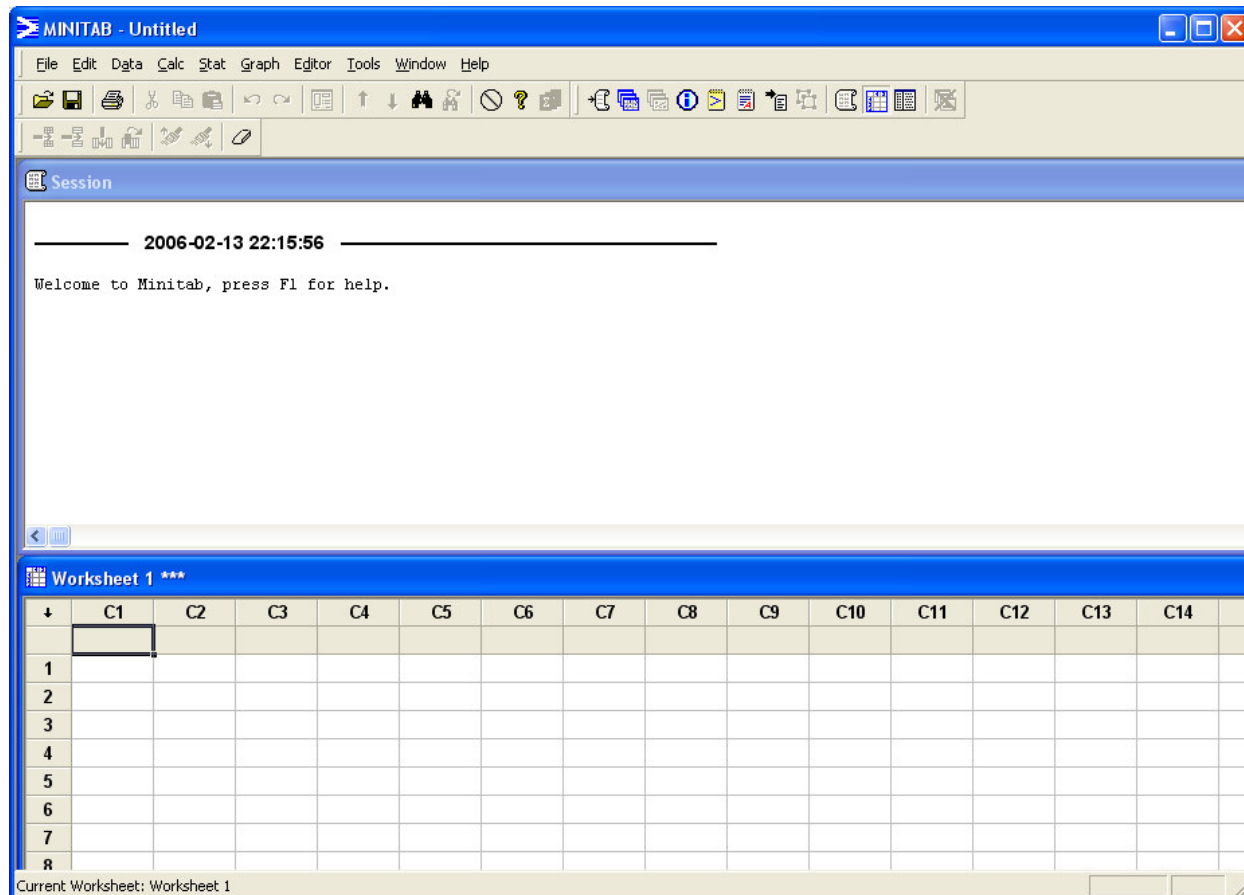 MINITAB - Untitled
File Edit Data Calc Stat Graph Editor Tools Window Help
Session
2006-02-13 22:15:56
Welcome to Minitab, press F1 for help.
Worksheet 1 ***
C1 C2 C3 C4 C5 C6 C7 C8 C9 C10 C11 C12 C13 C14
1
2
3
4
5
6
7
8
Current Worksheet: Worksheet 1